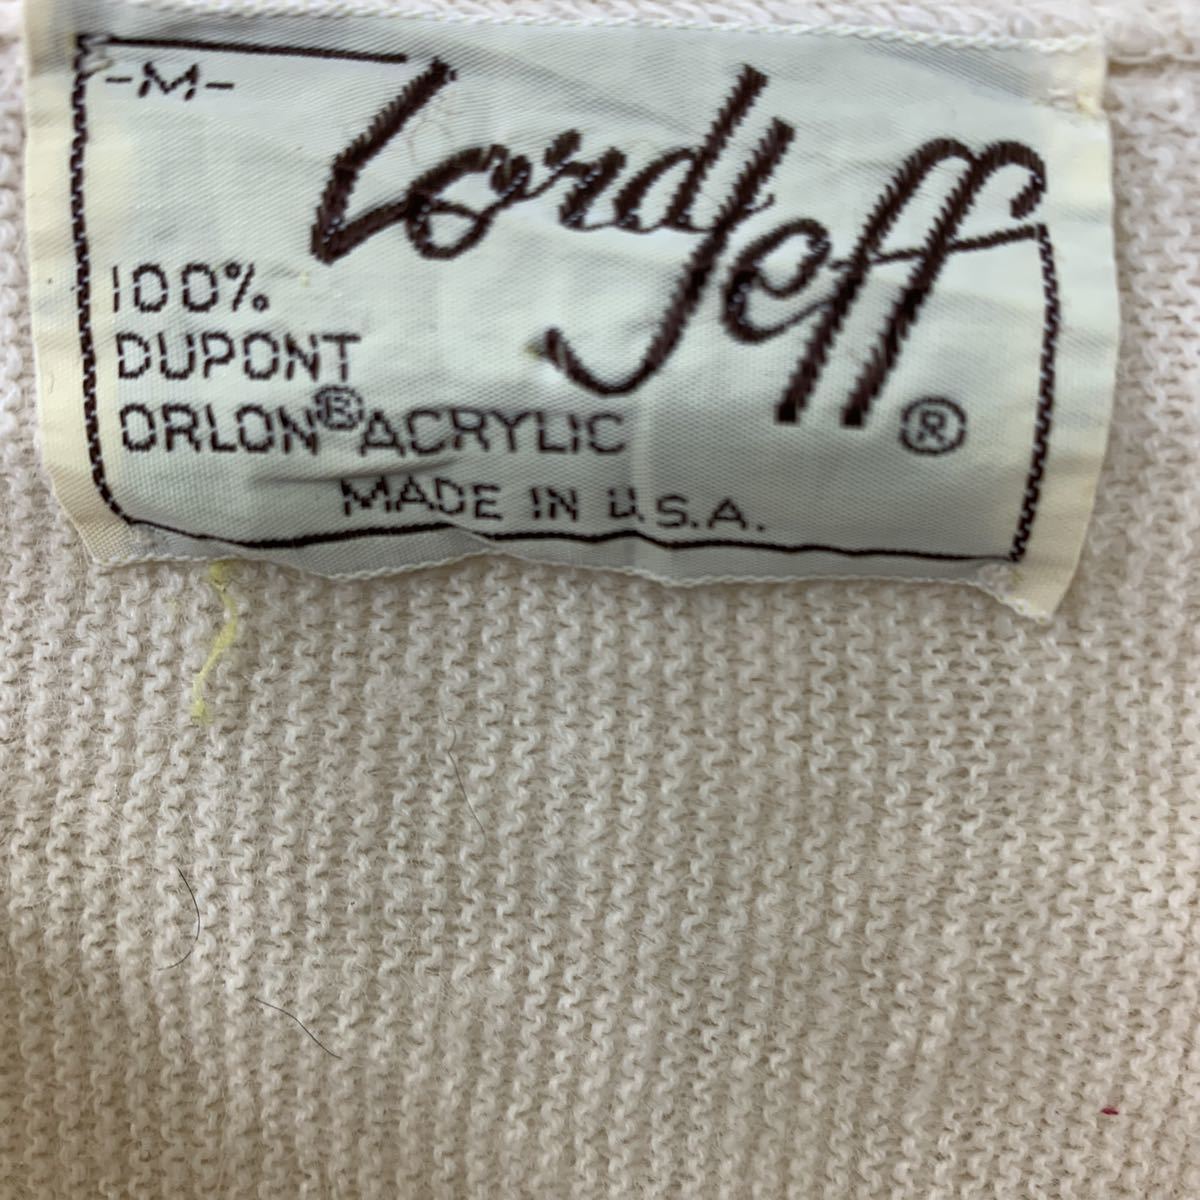 -M-
Lord Jeff®
100%
DUPONT
ORLON® ACRYLIC
MADE IN U.S.A.